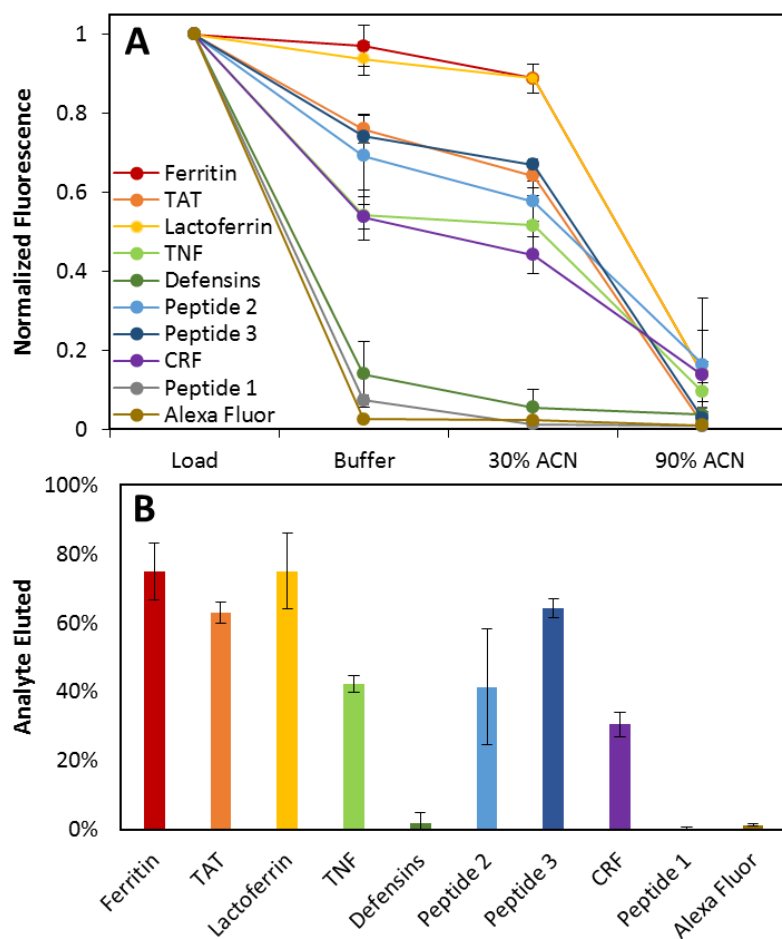 A
1
0.8
0.6
0.4
0.2
0
Normalized Fluorescence
Ferritin
TAT
Lactoferrin
TNF
Defensins
Peptide 2
Peptide 3
CRF
Peptide 1
Alexa Fluor
Load Buffer 30% ACN 90% ACN
B
100%
80%
60%
40%
20%
0%
Analyte Eluted
Ferritin
TAT
Lactoferrin
TNF
Defensins
Peptide 2
Peptide 3
CRF
Peptide 1
Alexa Fluor